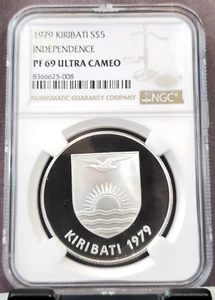 1979 KIRIBATI S$5
INDEPENDENCE
PF 69 ULTRA CAMEO
8366625-008
NUMISMATIC GUARANTY COMPANY
NGC
KIRIBATI 1979